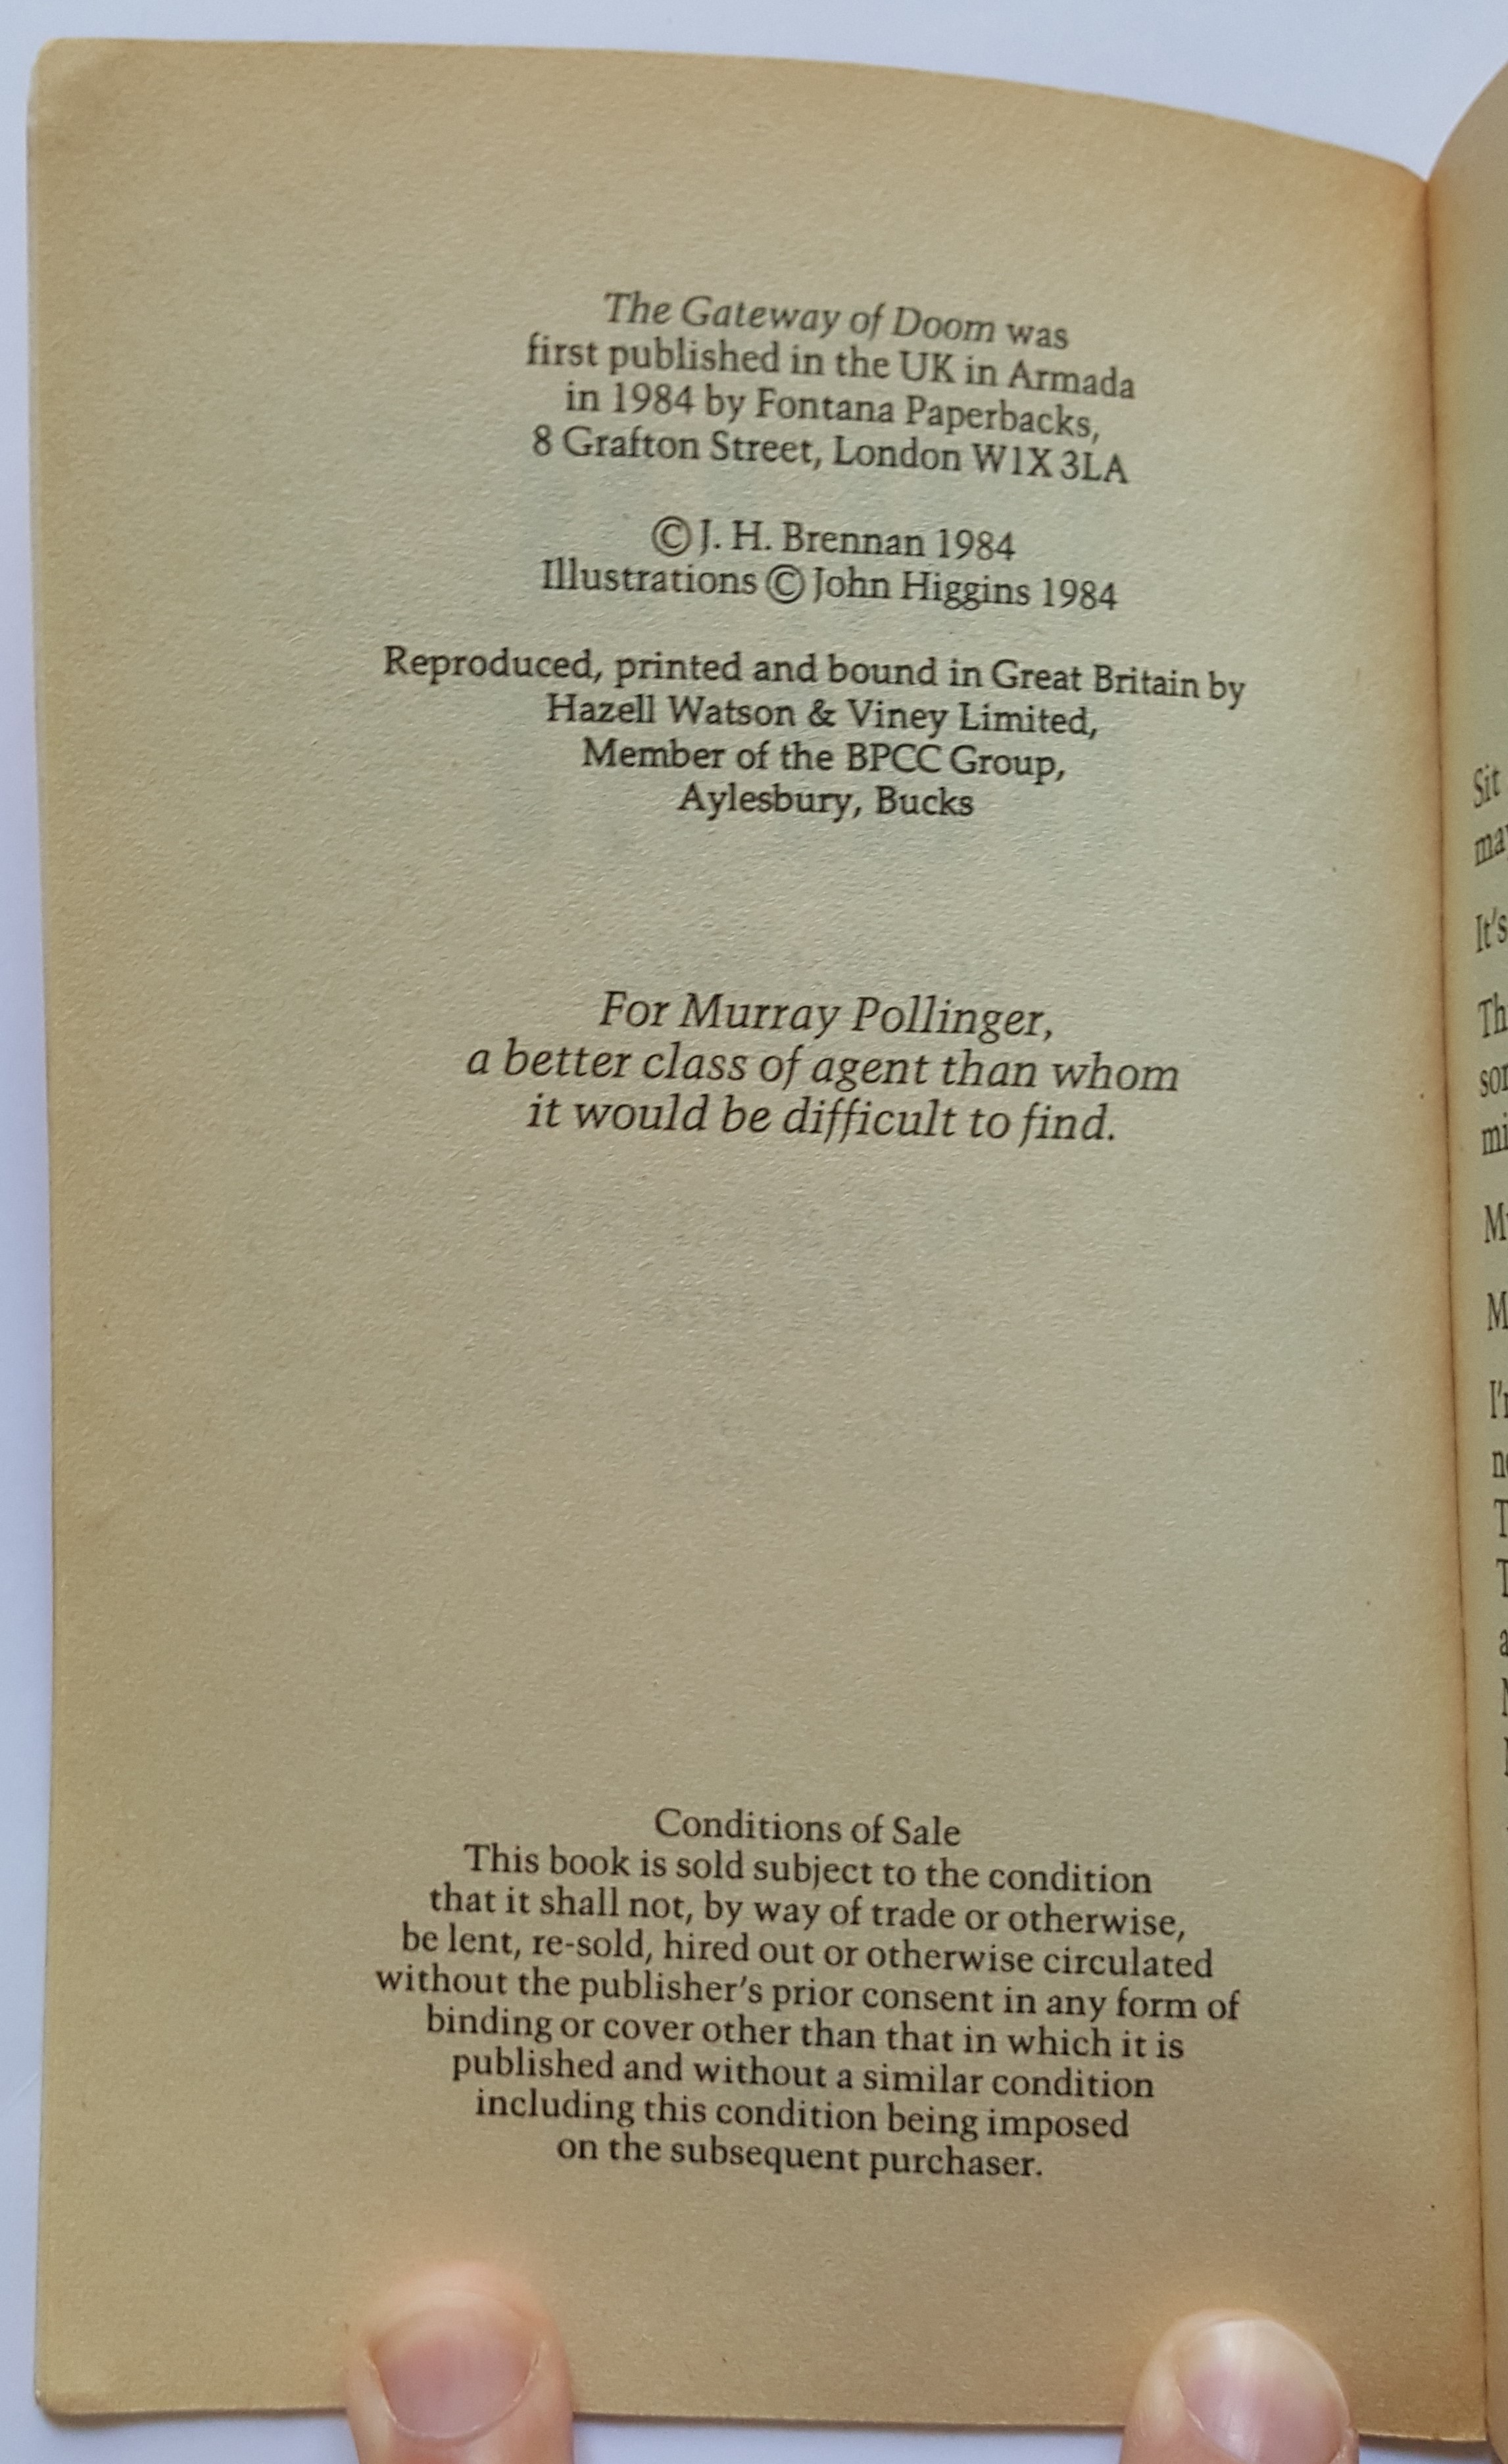 The Gateway of Doom was
first published in the UK in Armada
in 1984 by Fontana Paperbacks,
8 Grafton Street, London W1X 3LA
© J. H. Brennan 1984
Illustrations © John Higgins 1984
Reproduced, printed and bound in Great Britain by
Hazell Watson & Viney Limited,
Member of the BPCC Group,
Aylesbury, Bucks
For Murray Pollinger,
a better class of agent than whom
it would be difficult to find.
Conditions of Sale
This book is sold subject to the condition
that it shall not, by way of trade or otherwise,
be lent, re-sold, hired out or otherwise circulated
without the publisher's prior consent in any form of
binding or cover other than that in which it is
published and without a similar condition
including this condition being imposed
on the subsequent purchaser.
Sit
It's